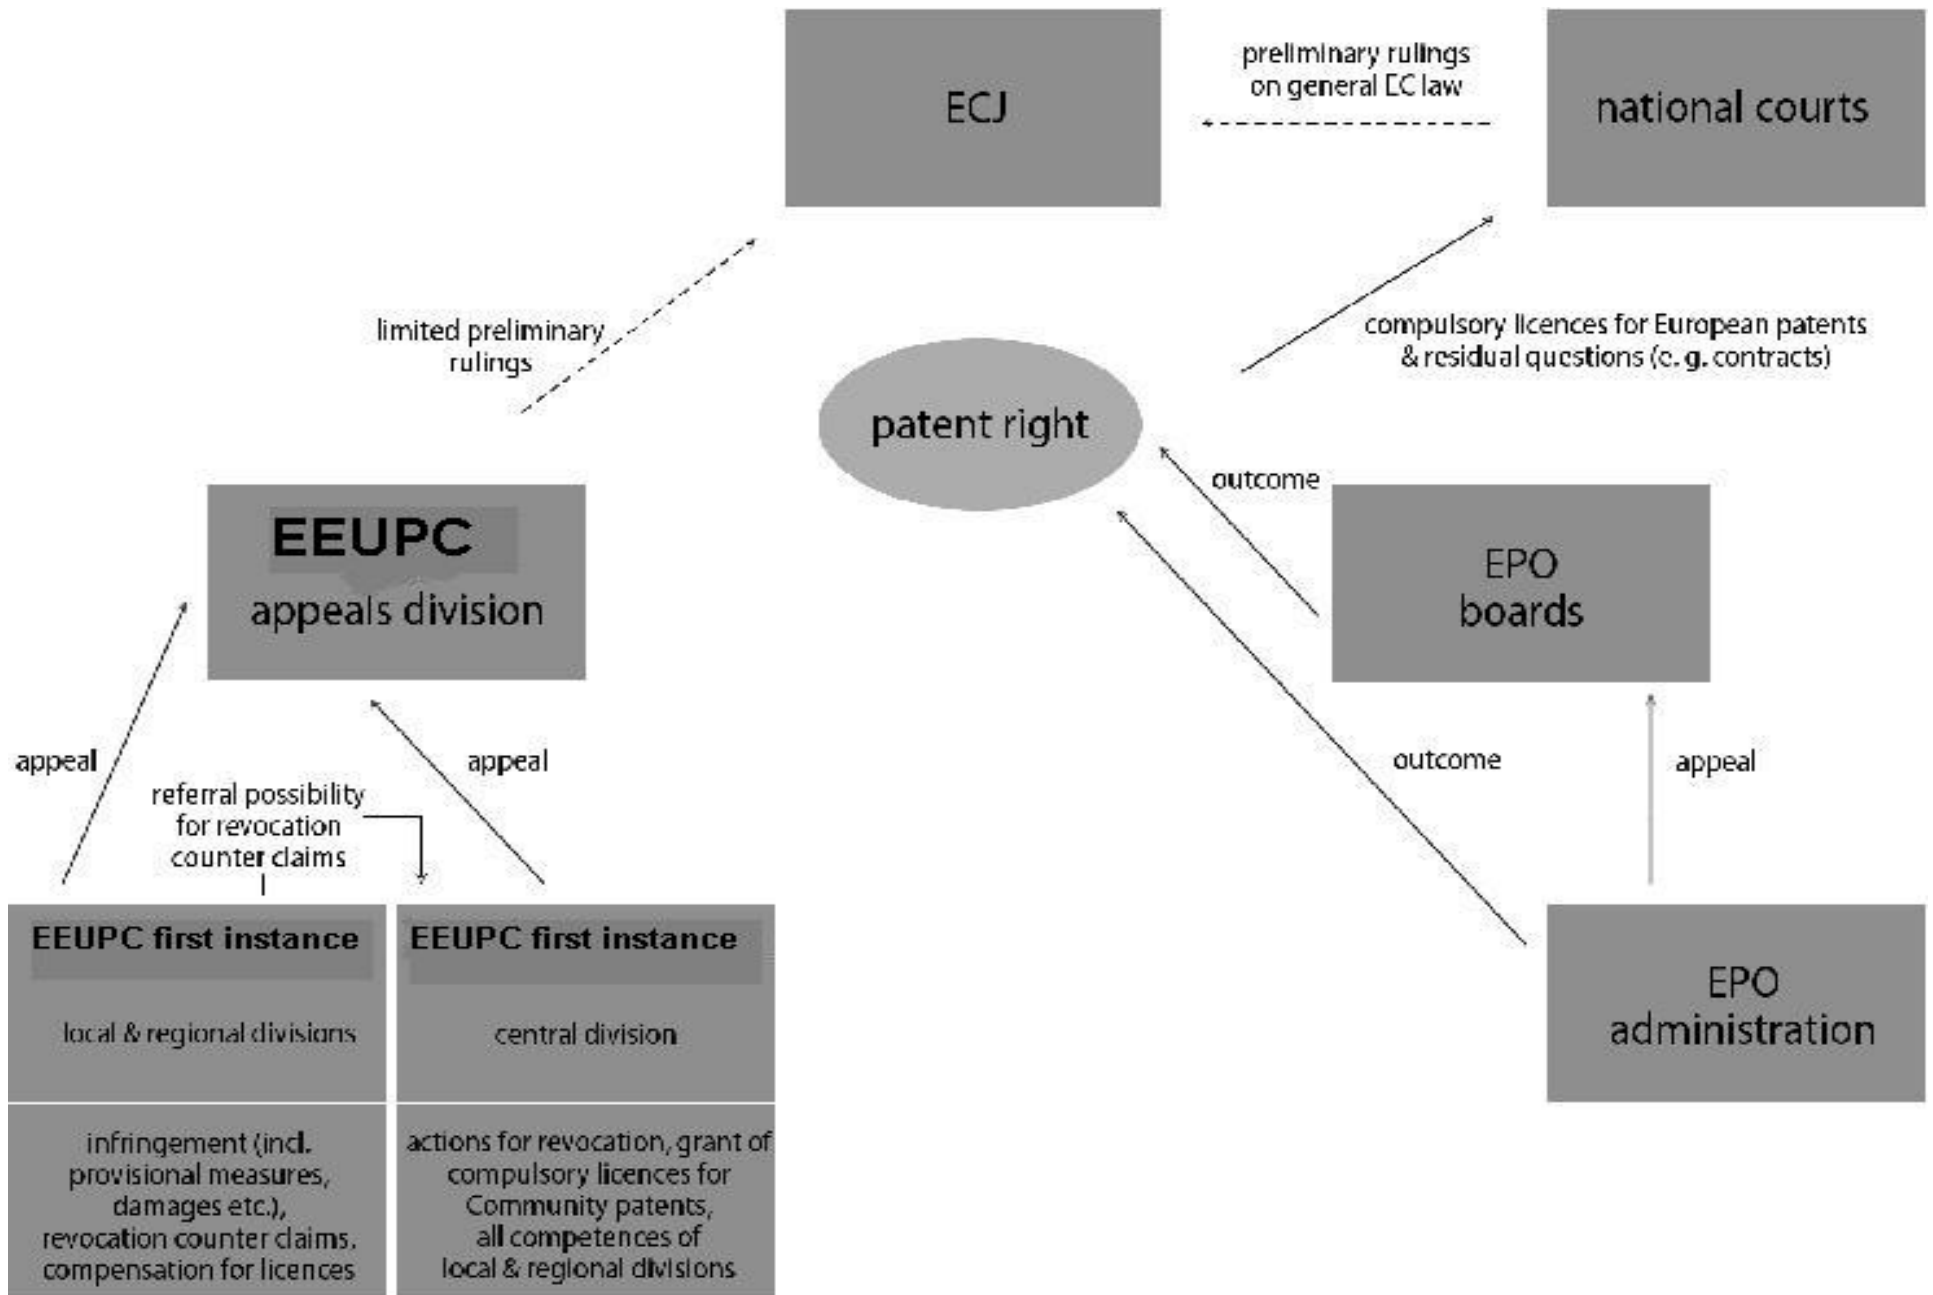 ECJ
preliminary rulings
on general EC law
national courts
limited preliminary
rulings
compulsory licences for European patents
& residual questions (e. g. contracts)
patent right
outcome
EEUPC
appeals division
EPO
boards
appeal
appeal
referral possibility
for revocation
counter claims
outcome
appeal
EEUPC first instance
local & regional divisions
infringement (incl.
provisional measures,
damages etc.),
revocation counter claims,
compensation for licences
EEUPC first instance
central division
actions for revocation, grant of
compulsory licences for
Community patents,
all competences of
local & regional divisions
EPO
administration